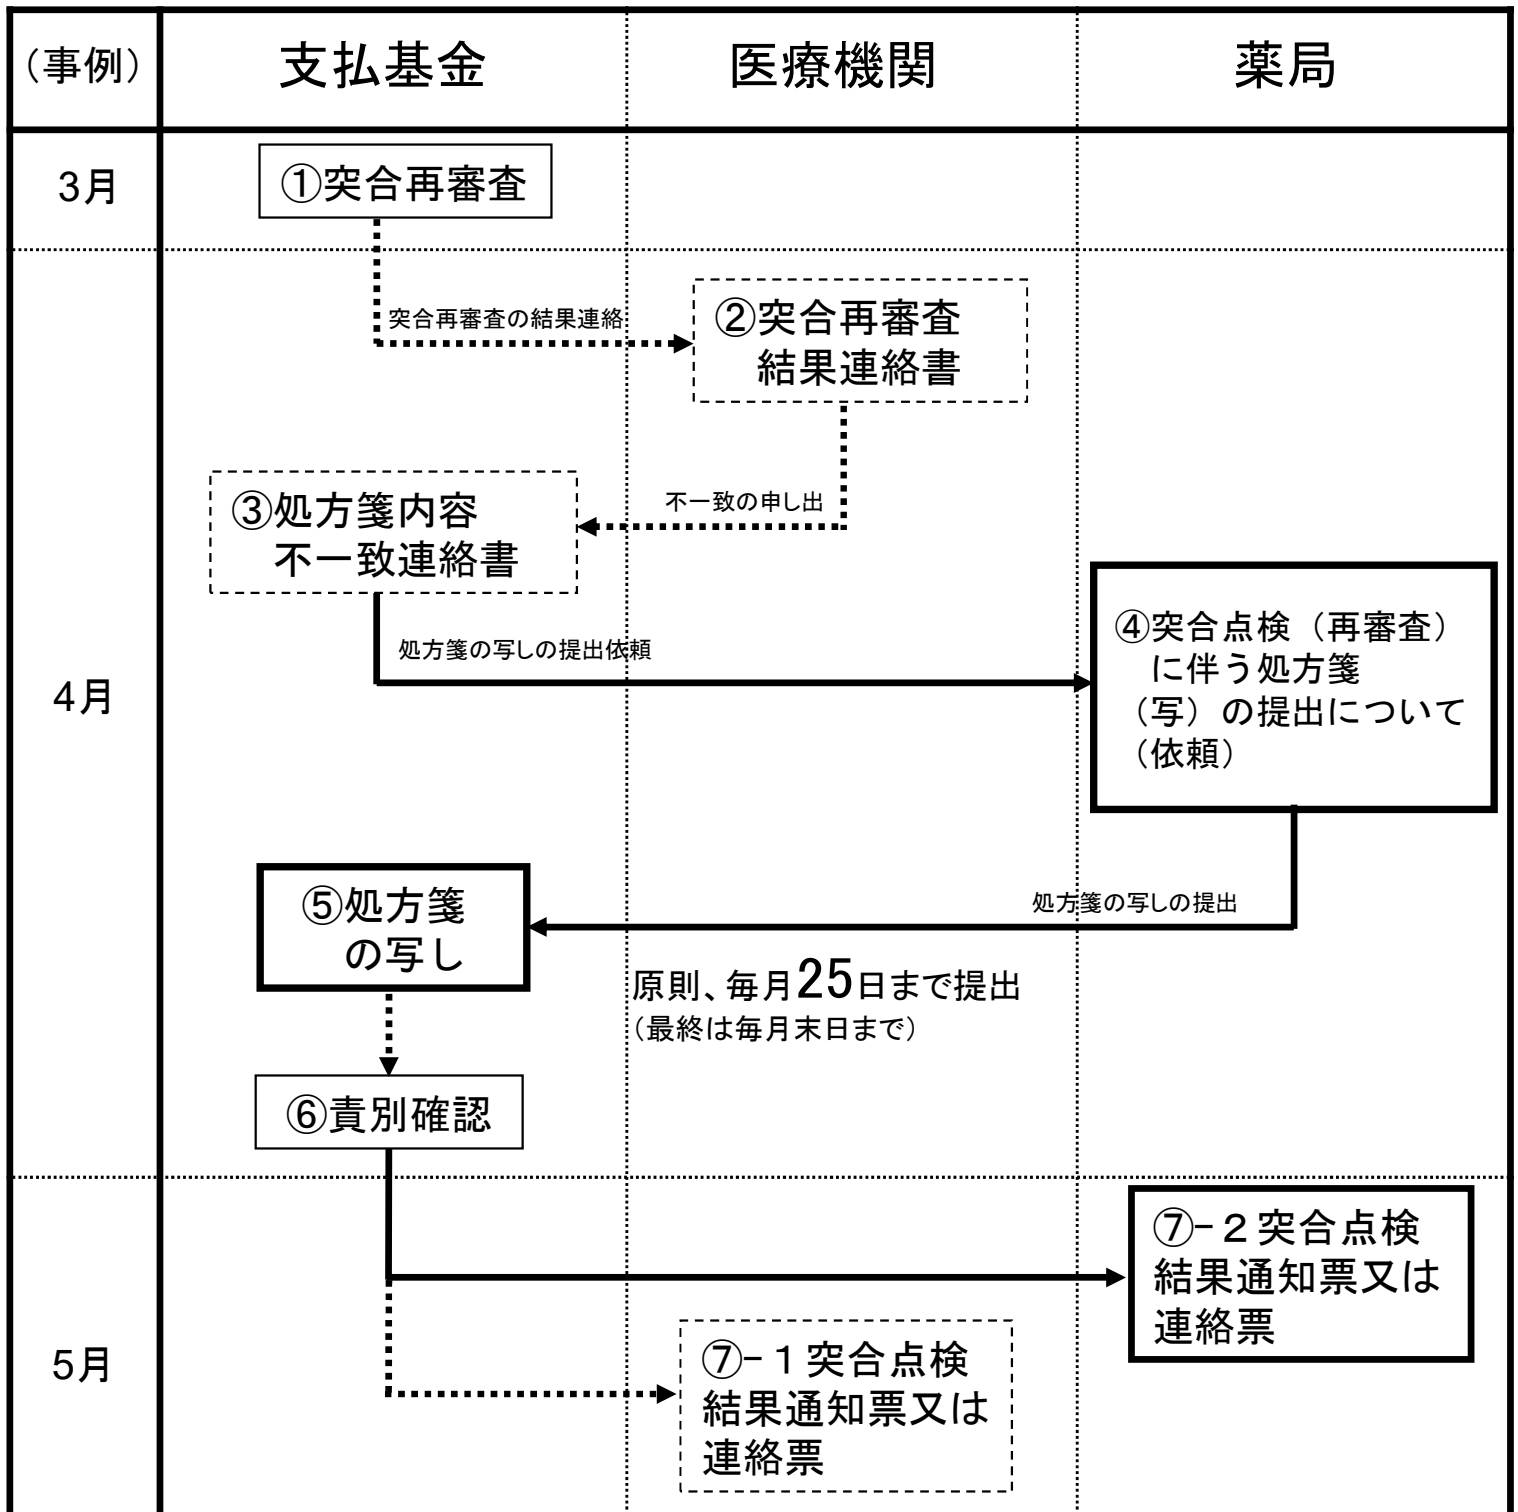 （事例）
支払基金
医療機関
薬局
3月
①突合再審査
突合再審査の結果連絡
②突合再審査
結果連絡書
不一致の申し出
③処方箋内容
不一致連絡書
処方箋の写しの提出依頼
④突合点検（再審査）
に伴う処方箋
（写）の提出について
（依頼）
4月
処方箋の写しの提出
⑤処方箋
の写し
原則、毎月25日まで提出
（最終は毎月末日まで）
⑥責別確認
5月
⑦-２突合点検
結果通知票又は
連絡票
⑦-１突合点検
結果通知票又は
連絡票